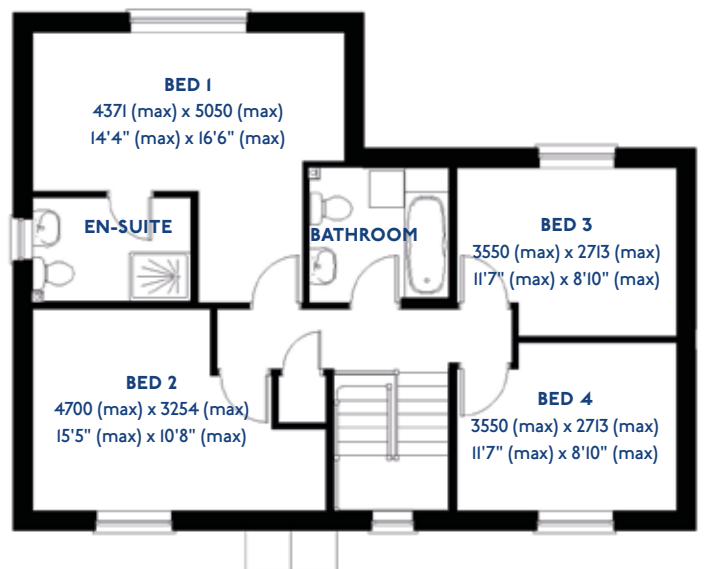 BED 1
4371 (max) x 5050 (max)
14'4" (max) x 16'6" (max)
EN-SUITE
BATHROOM
BED 3
3550 (max) x 2713 (max)
11'7" (max) x 8'10" (max)
BED 2
4700 (max) x 3254 (max)
15'5" (max) x 10'8" (max)
BED 4
3550 (max) x 2713 (max)
11'7" (max) x 8'10" (max)